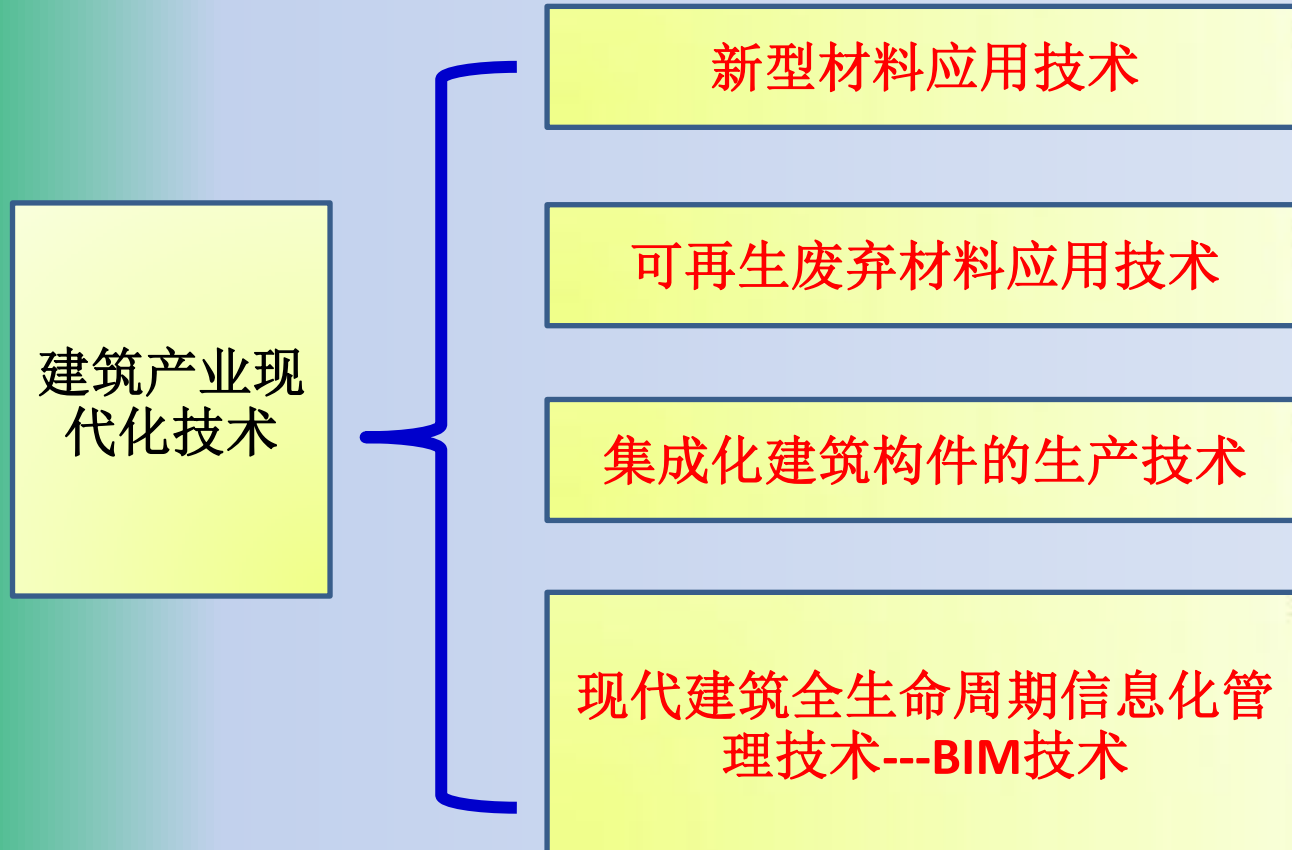 建筑产业现
代化技术
新型材料应用技术
可再生废弃材料应用技术
集成化建筑构件的生产技术
现代建筑全生命周期信息化管
理技术---BIM技术